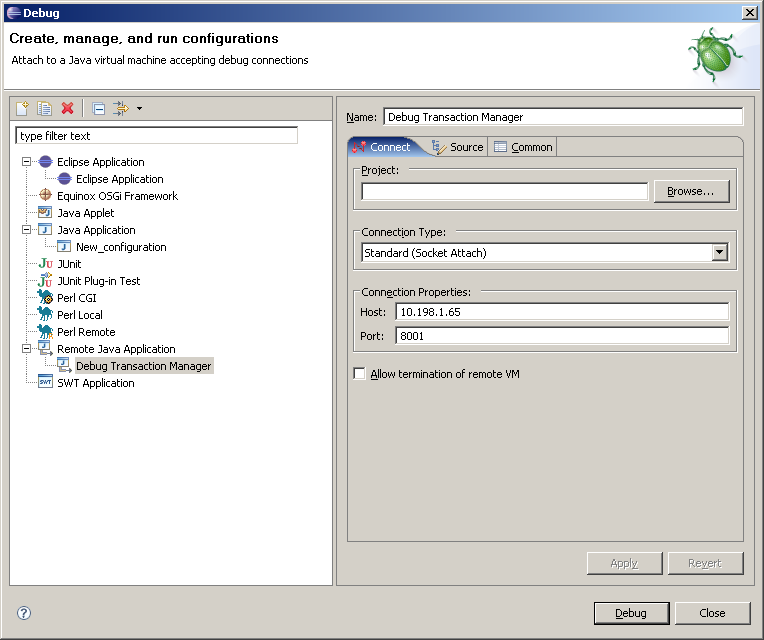 Debug
Create, manage, and run configurations
Attach to a Java virtual machine accepting debug connections
type filter text
Eclipse Application
Eclipse Application
Equinox OSGi Framework
Java Applet
Java Application
New_configuration
JUnit
JUnit Plug-in Test
Perl CGI
Perl Local
Perl Remote
Remote Java Application
Debug Transaction Manager
SWT Application
Name: Debug Transaction Manager
Connect Source Common
Project:
Browse...
Connection Type:
Standard (Socket Attach)
Connection Properties:
Host: 10.198.1.65
Port: 8001
Allow termination of remote VM
Apply Revert
? Debug Close